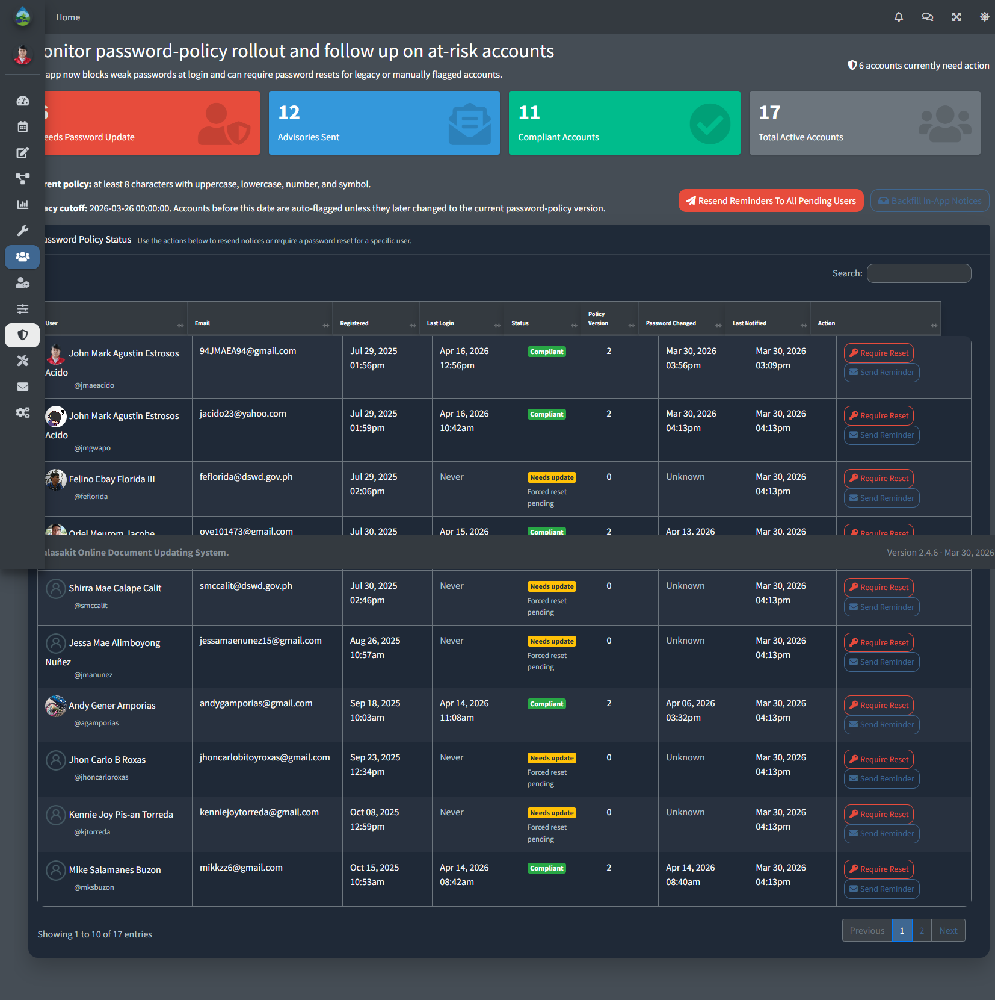 Home
onitor password-policy rollout and follow up on at-risk accounts
app now blocks weak passwords at login and can require password resets for legacy or manually flagged accounts.
6 accounts currently need action
6
eeds Password Update
12
Advisories Sent
11
Compliant Accounts
17
Total Active Accounts
rent policy: at least 8 characters with uppercase, lowercase, number, and symbol.
acy cutoff: 2026-03-26 00:00:00. Accounts before this date are auto-flagged unless they later changed to the current password-policy version.
Resend Reminders To All Pending Users
Backfill In-App Notices
assword Policy Status Use the actions below to resend notices or require a password reset for a specific user.
Search:
User Email Registered Last Login Status Policy Version Password Changed Last Notified Action
John Mark Agustin Estrosos 94JMAEA94@gmail.com Jul 29, 2025 Apr 16, 2026 Compliant 2 Mar 30, 2026 Mar 30, 2026 Require Reset
Acido 01:56pm 12:56pm 03:56pm 03:09pm Send Reminder
@jmaeacido
John Mark Agustin Estrosos jacido23@yahoo.com Jul 29, 2025 Apr 16, 2026 Compliant 2 Mar 30, 2026 Mar 30, 2026 Require Reset
Acido 01:59pm 10:42am 04:13pm 04:13pm Send Reminder
@jmgwapo
Felino Ebay Florida III feflorida@dswd.gov.ph Jul 29, 2025 Never Needs update 0 Unknown Mar 30, 2026 Require Reset
@feflorida 02:06pm Forced reset 04:13pm Send Reminder
pending
Oriel Meurom Jacobe oye101473@gmail.com Jul 30, 2025 Apr 15, 2026 Compliant 2 Apr 13, 2026 Mar 30, 2026 Require Reset
alasakit Online Document Updating System. Version 2.4.6 · Mar 30, 2026
Shirra Mae Calape Calit smccalit@dswd.gov.ph Jul 30, 2025 Never Needs update 0 Unknown Mar 30, 2026 Require Reset
@smccalit 02:46pm Forced reset 04:13pm Send Reminder
pending
Jessa Mae Alimboyong jessamaenunez15@gmail.com Aug 26, 2025 Never Needs update 0 Unknown Mar 30, 2026 Require Reset
Nuñez 10:57am Forced reset 04:13pm Send Reminder
@jmanunez pending
Andy Gener Amporias andygamporias@gmail.com Sep 18, 2025 Apr 14, 2026 Compliant 2 Apr 06, 2026 Mar 30, 2026 Require Reset
@agamporias 10:03am 11:08am 03:32pm 04:13pm Send Reminder
Jhon Carlo B Roxas jhoncarlobitoyroxas@gmail.com Sep 23, 2025 Never Needs update 0 Unknown Mar 30, 2026 Require Reset
@jhoncarloroxas 12:34pm Forced reset 04:13pm Send Reminder
pending
Kennie Joy Pis-an Torreda kenniejoytorreda@gmail.com Oct 08, 2025 Never Needs update 0 Unknown Mar 30, 2026 Require Reset
@kjtorreda 12:59pm Forced reset 04:13pm Send Reminder
pending
Mike Salamanes Buzon mikkzz6@gmail.com Oct 15, 2025 Apr 14, 2026 Compliant 2 Apr 14, 2026 Mar 30, 2026 Require Reset
@mksbuzon 10:53am 08:42am 08:40am 04:13pm Send Reminder
Showing 1 to 10 of 17 entries
Previous 1 2 Next